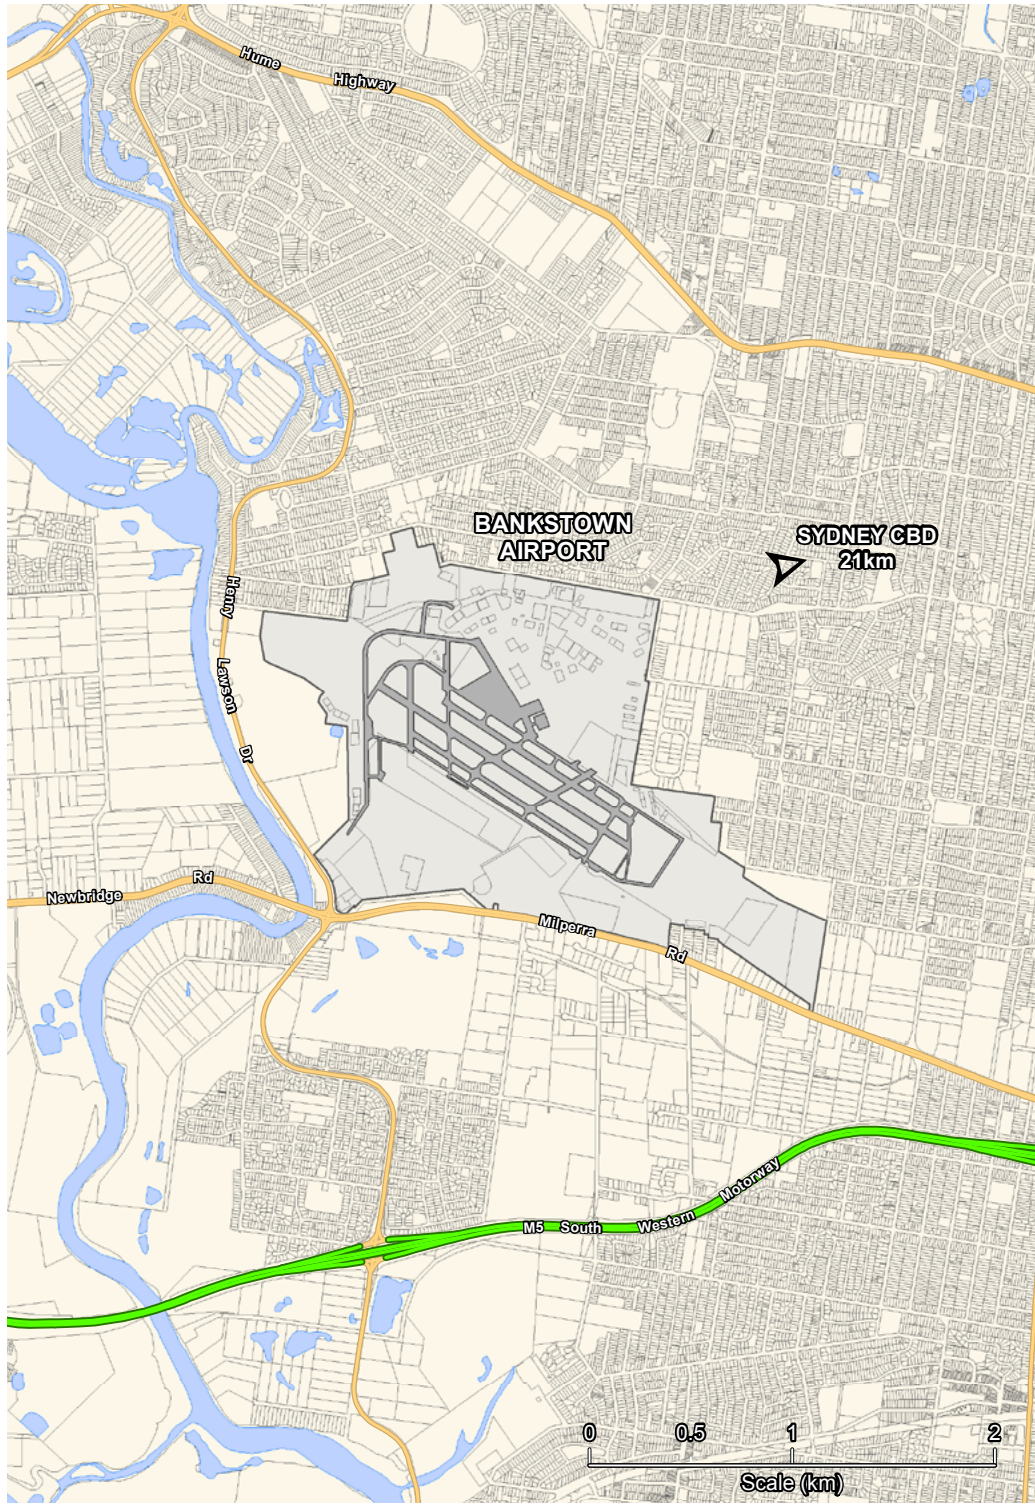 Hume
Highway
BANKSTOWN
AIRPORT
SYDNEY CBD
21km
Henry
Lawson
Dr
Newbridge
Rd
Milperra
Rd
M5 South Western Motorway
0 0.5 1 2
Scale (km)